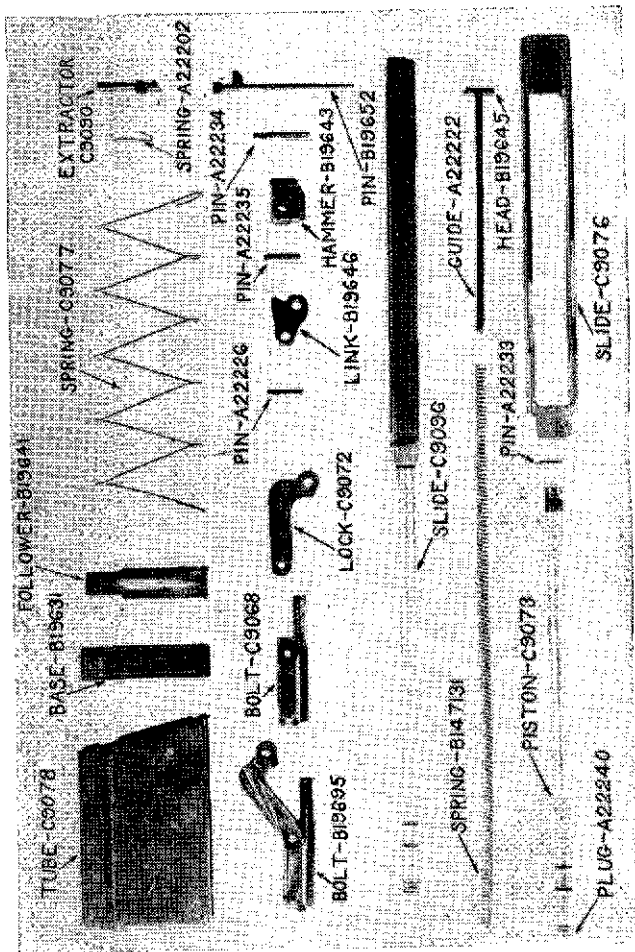 TUBE-C9078
BASE-B19631
FOLLOWER-B19641
SPRING-C9077
EXTRACTOR
C9090
SPRING-A22202
BOLT-B19695
BOLT-C9068
LOCK-C9072
PIN-A22226
LINK-B19646
PIN-A22235
HAMMER-B19643
PIN-A22234
PIN-B19652
SLIDE-C9096
SPRING-B147131
GUIDE-A22222
HEAD-B19645
PLUG-A22240
PISTON-C9073
PIN-A22233
SLIDE-C9076